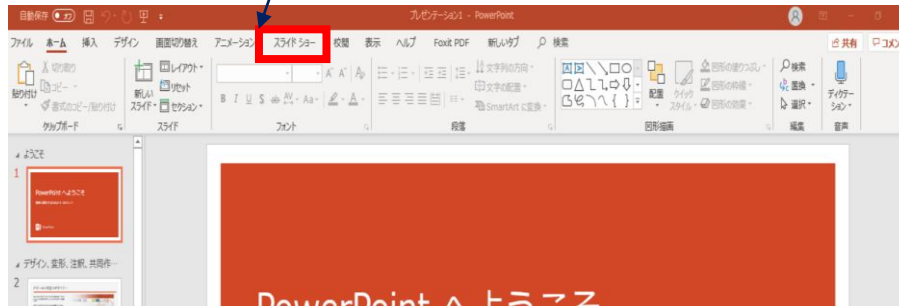 自動保存 オフ
プレゼンテーション1 - PowerPoint
ファイル ホーム 挿入 デザイン 画面切り替え アニメーション スライド ショー 校閲 表示 ヘルプ Foxit PDF 新しいタブ 検索 共有 コメ
切り取り レイアウト 文字列の方向 図形の塗りつぶし 検索
貼り付け コピー 新しい リセット 文字の配置 配置 クイック 図形の枠線 置換 ディクテー
書式のコピー/貼り付け スライド セクション B I U S ab AV Aa A SmartArt に変換 スタイル 図形の効果 選択 ション
クリップボード スライド フォント 段落 図形描画 編集 音声
ようこそ
1
PowerPoint へようこそ
デザイン、変形、注釈、共同作…
2
PowerPoint へ ようこそ